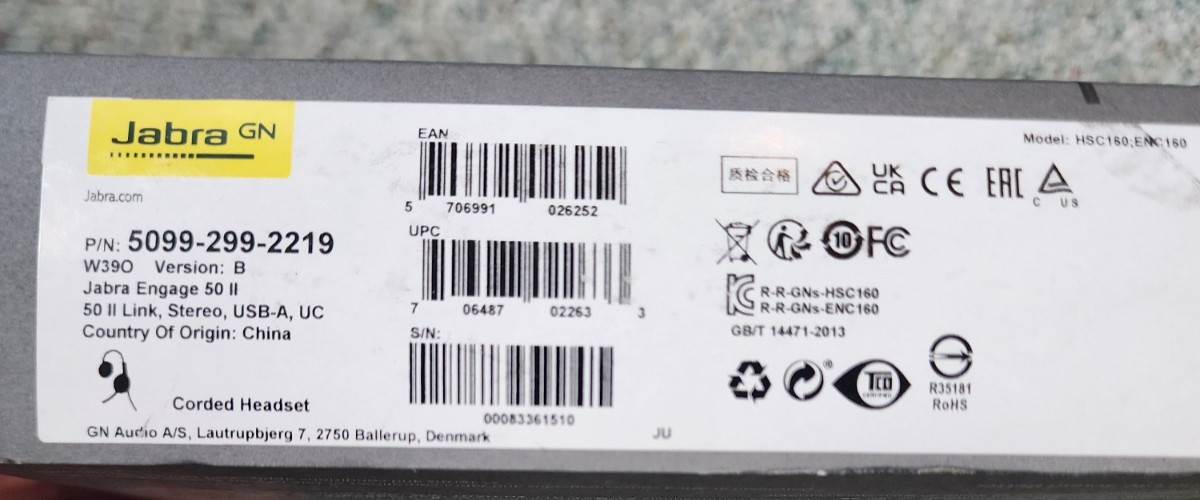 Jabra GN
Jabra.com
P/N: 5099-299-2219
W39O Version: B
Jabra Engage 50 II
50 II Link, Stereo, USB-A, UC
Country Of Origin: China
Corded Headset
GN Audio A/S, Lautrupbjerg 7, 2750 Ballerup, Denmark
EAN
5 706991 026252
UPC
7 06487 02263 3
S/N:
00083361510
JU
Model: HSC160;ENC160
质检合格
UK
CA
CE
EAC
C US
10
FC
R-R-GNs-HSC160
R-R-GNs-ENC160
GB/T 14471-2013
®
TCO
CERTIFIED
R35181
RoHS